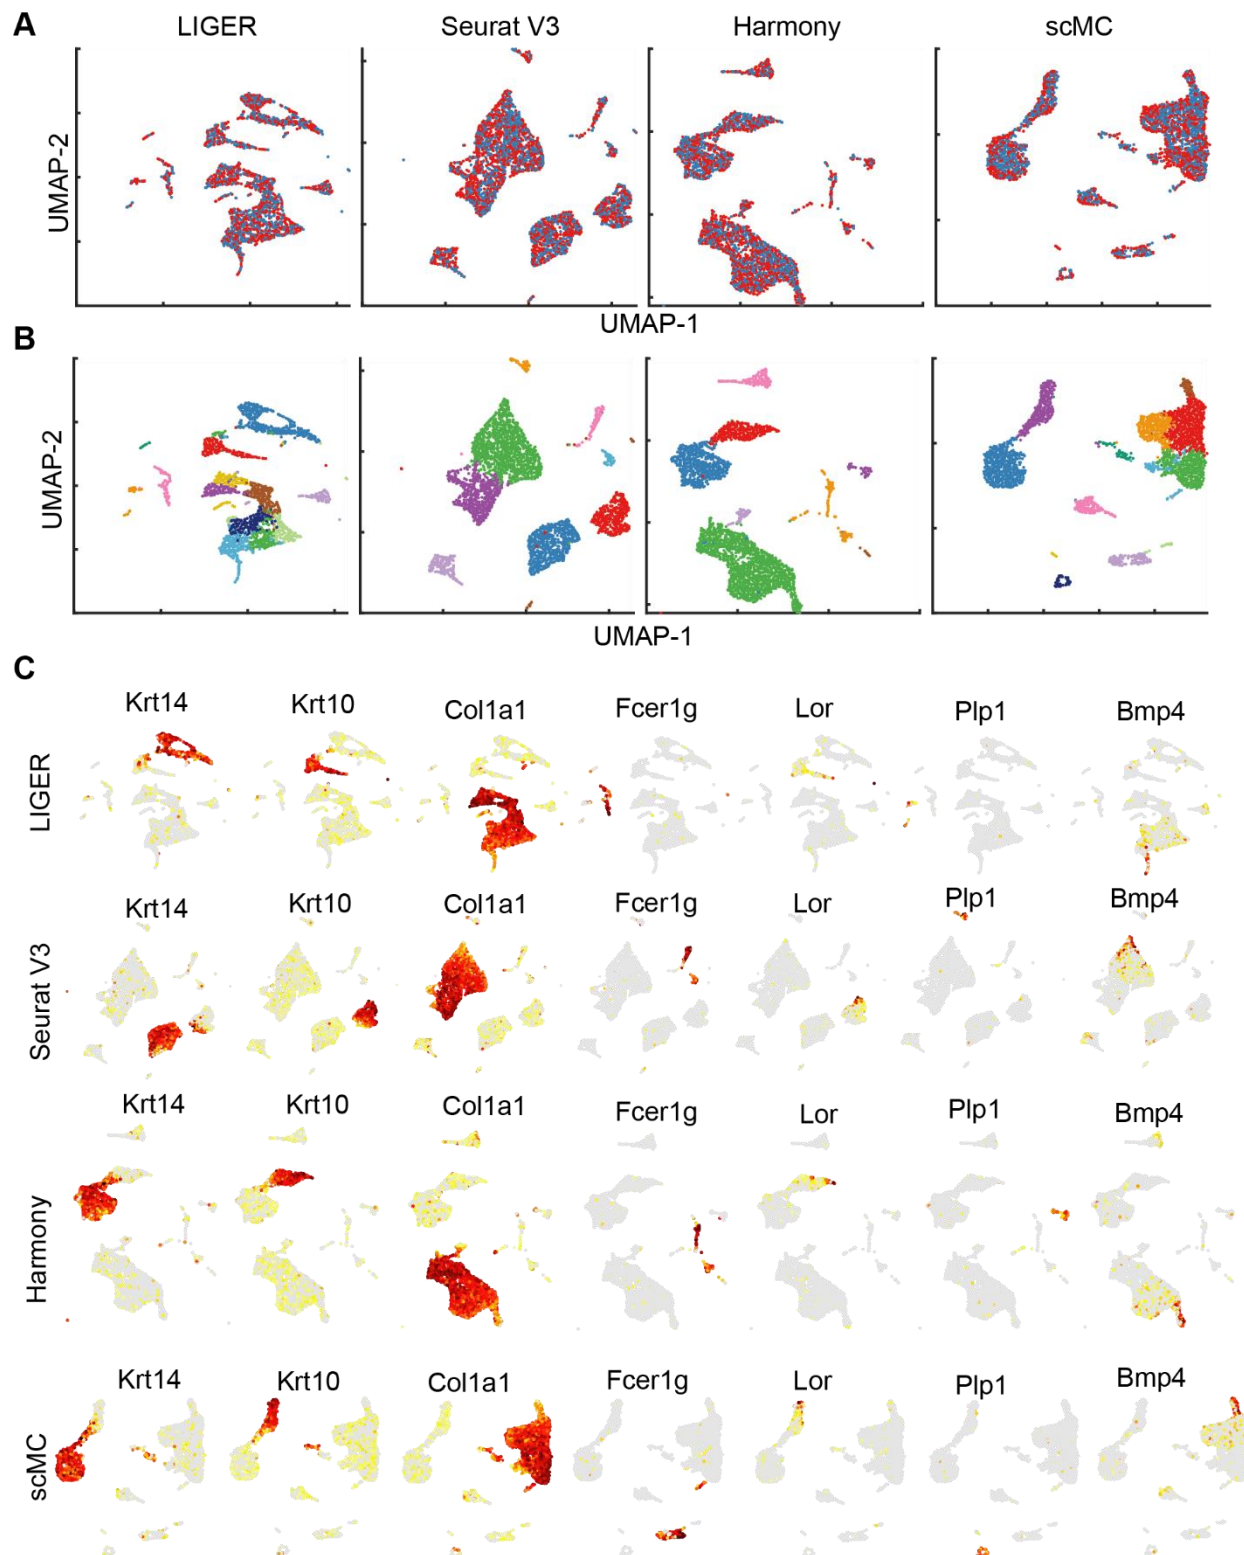 A
LIGER Seurat V3 Harmony scMC
UMAP-2
UMAP-1
B
UMAP-2
UMAP-1
C
Krt14 Krt10 Col1a1 Fcer1g Lor Plp1 Bmp4
LIGER
Krt14 Krt10 Col1a1 Fcer1g Lor Plp1 Bmp4
Seurat V3
Krt14 Krt10 Col1a1 Fcer1g Lor Plp1 Bmp4
Harmony
Krt14 Krt10 Col1a1 Fcer1g Lor Plp1 Bmp4
scMC